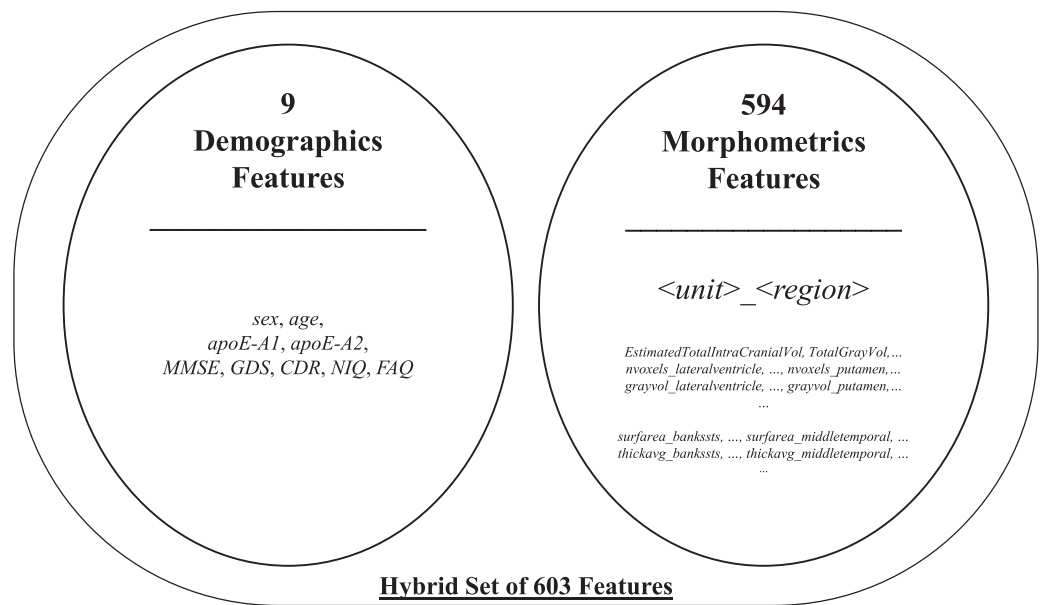 9
Demographics
Features
sex, age,
apoE-A1, apoE-A2,
MMSE, GDS, CDR, NIQ, FAQ
594
Morphometrics
Features
<unit>_<region>
EstimatedTotalIntraCranialVol, TotalGrayVol,...
nvoxels_lateralventricle, ..., nvoxels_putamen,...
grayvol_lateralventricle, ..., grayvol_putamen,...
...
surfarea_bankssts, ..., surfarea_middletemporal, ...
thickavg_bankssts, ..., thickavg_middletemporal, ...
...
Hybrid Set of 603 Features